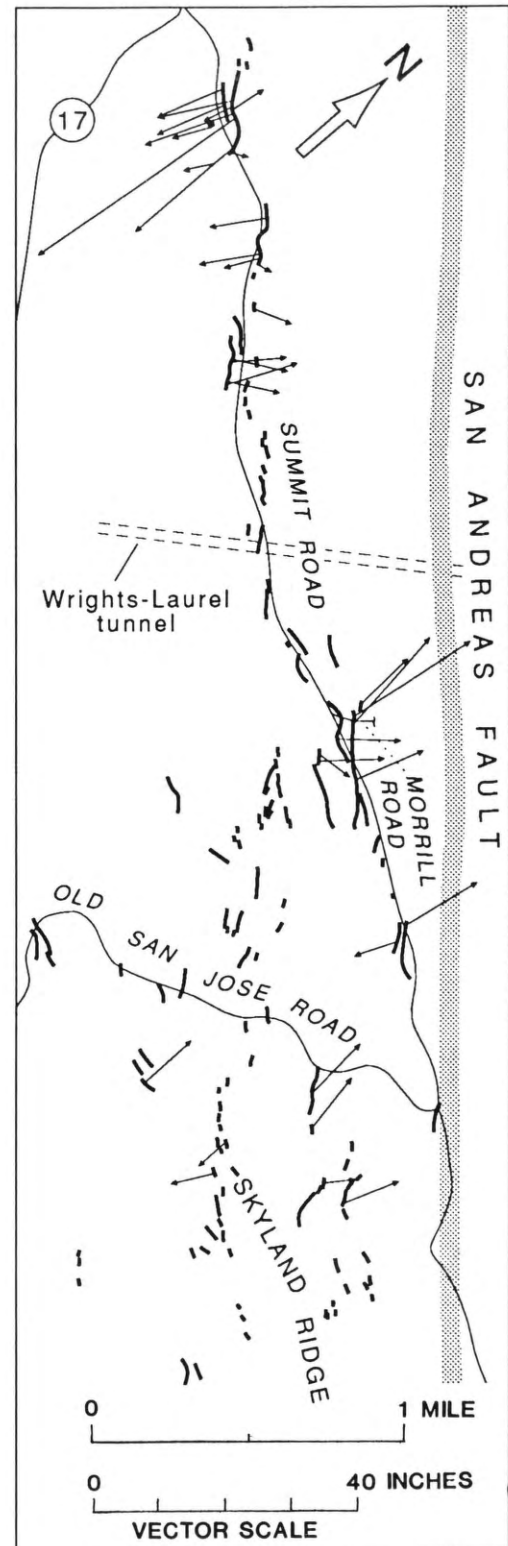 N
17
SAN ANDREAS FAULT
SUMMIT ROAD
Wrights-Laurel
tunnel
MORRILL
ROAD
OLD SAN JOSE ROAD
SKYLAND RIDGE
0 1 MILE
0 40 INCHES
VECTOR SCALE